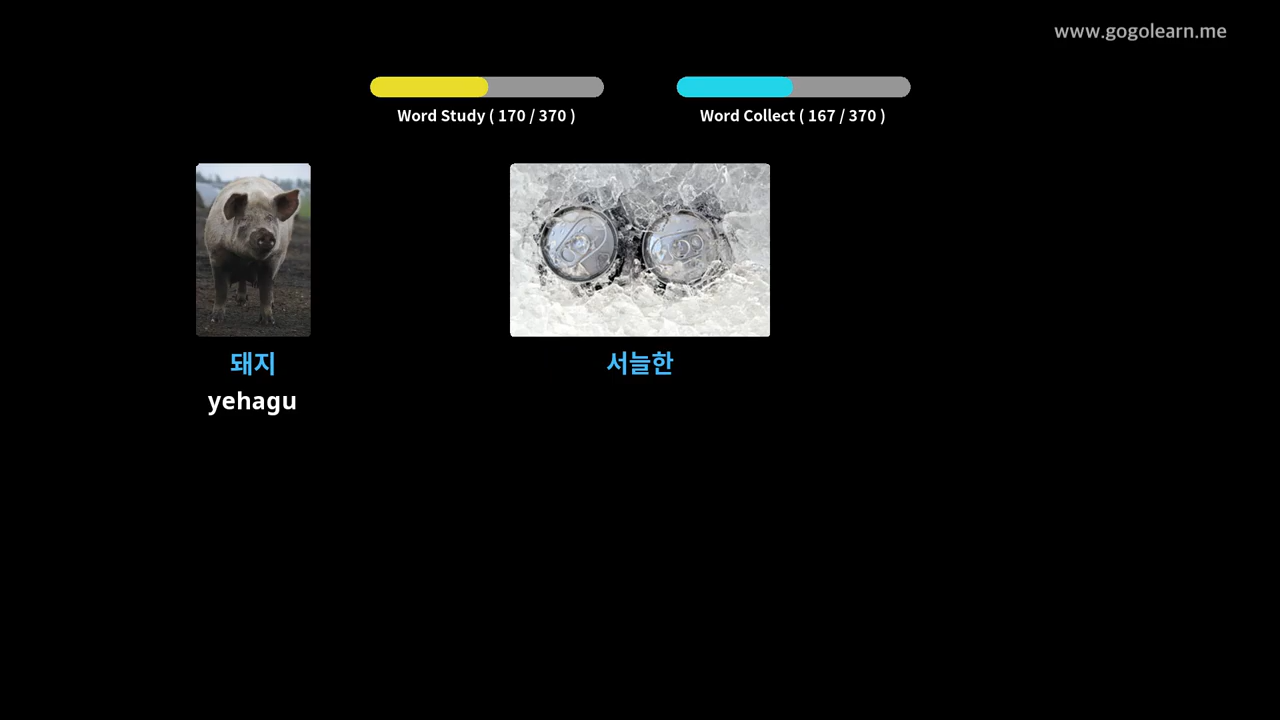 www.gogolearn.me
Word Study ( 170 / 370 )
Word Collect ( 167 / 370 )
돼지
서늘한
yehagu